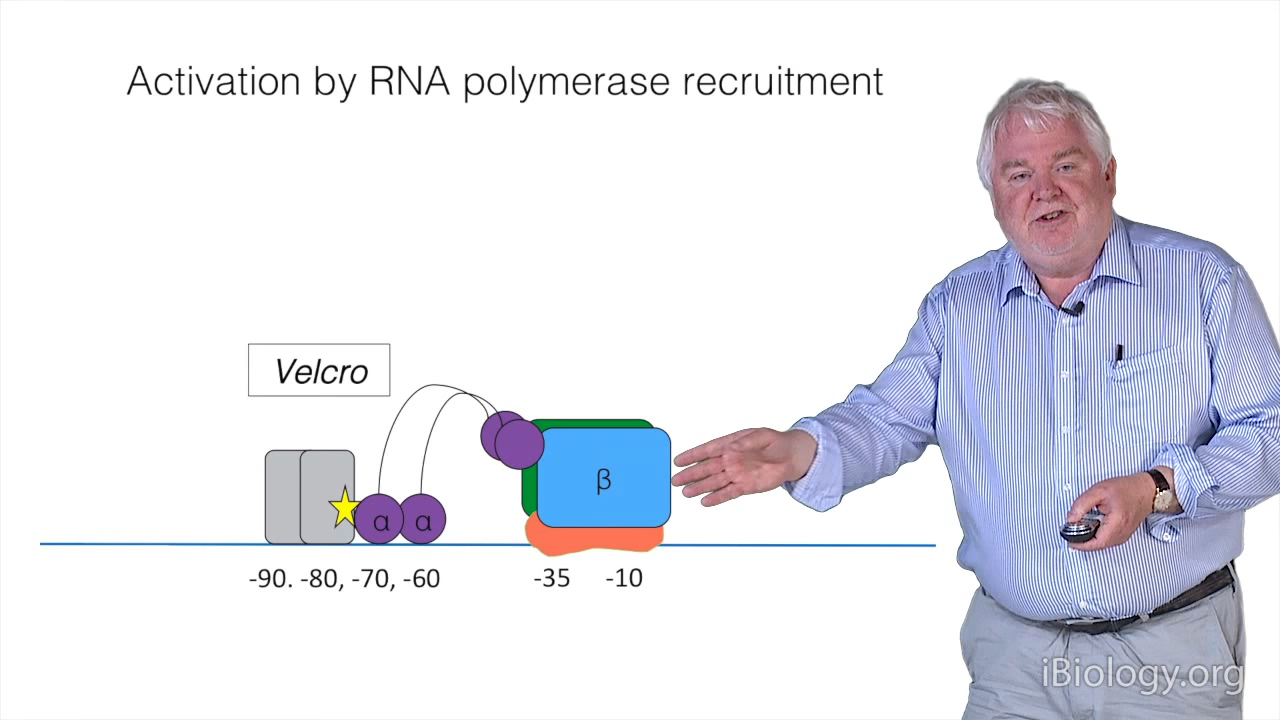 Activation by RNA polymerase recruitment
Velcro
β
α α
-90. -80, -70, -60 -35 -10
iBiology.org